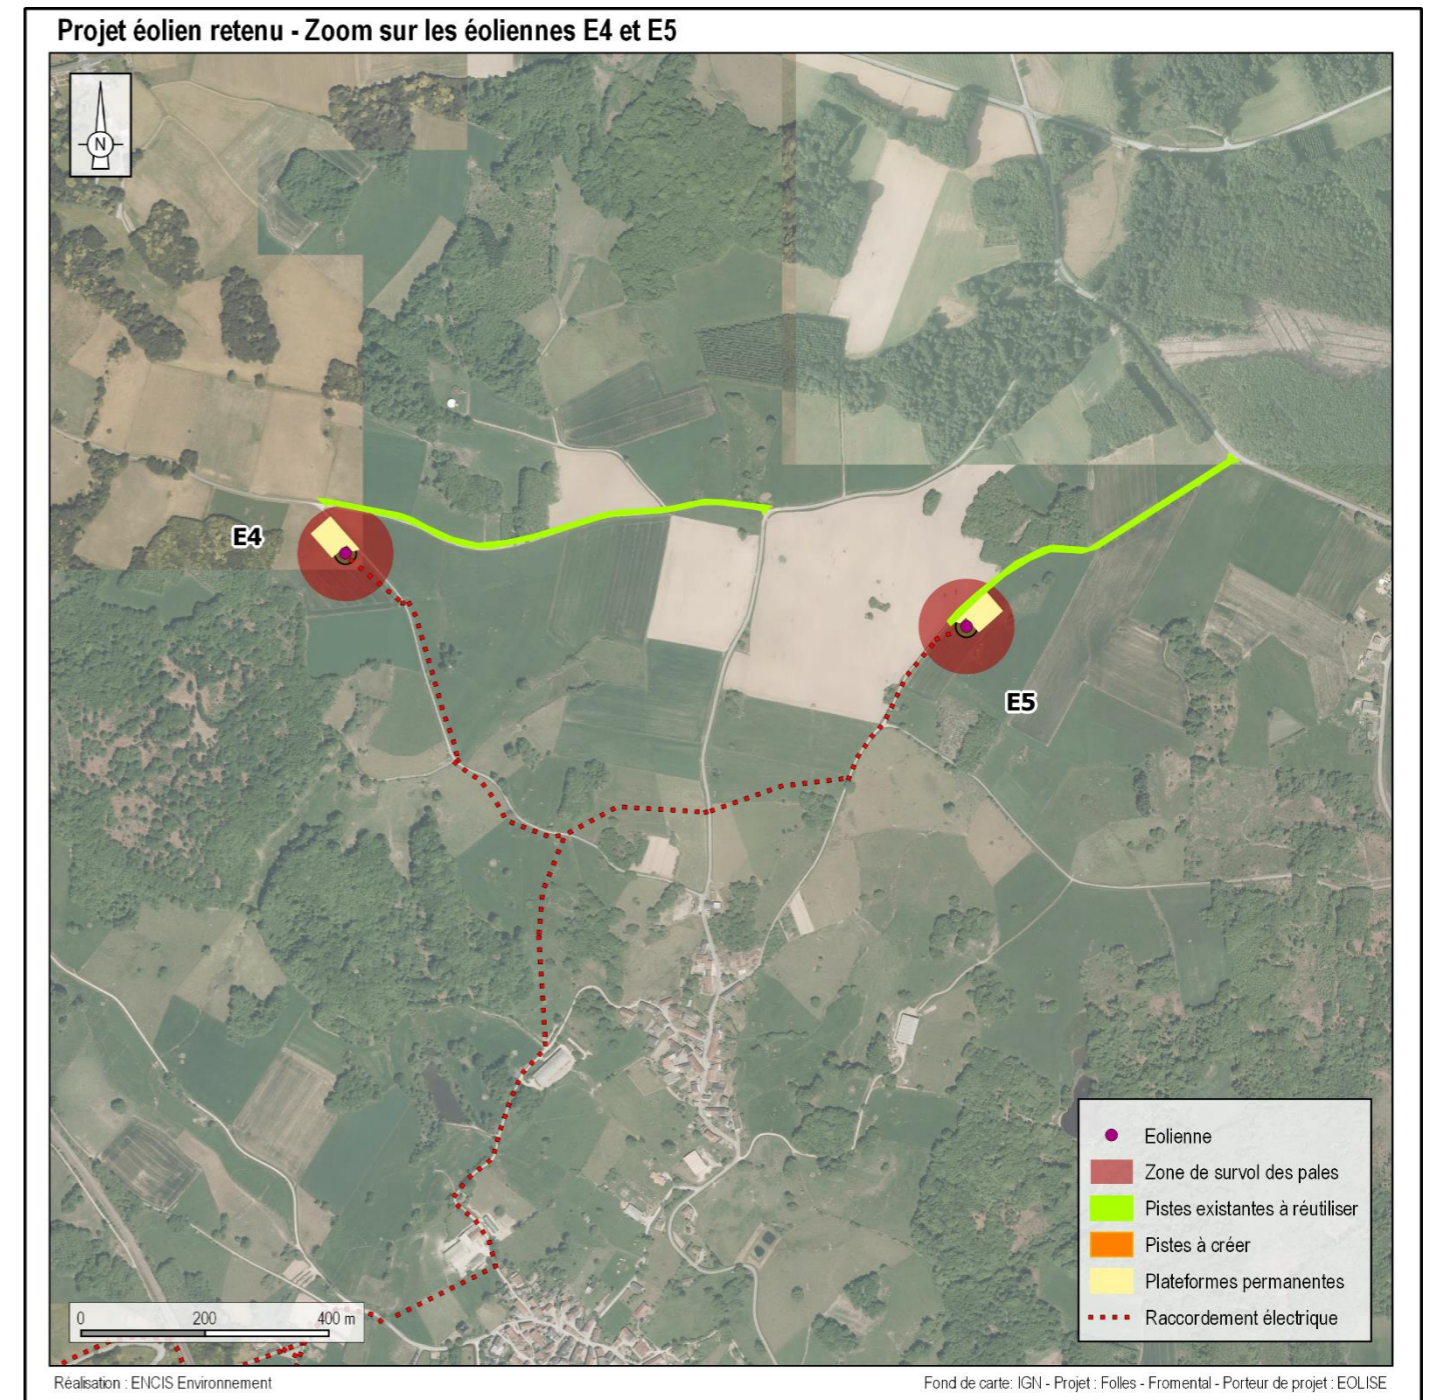 Projet éolien retenu - Zoom sur les éoliennes E4 et E5
N
E4
E5
Eolienne
Zone de survol des pales
Pistes existantes à réutiliser
Pistes à créer
Plateformes permanentes
Raccordement électrique
0 200 400 m
Réalisation : ENCIS Environnement
Fond de carte: IGN - Projet : Folles - Fromental - Porteur de projet : EOLISE